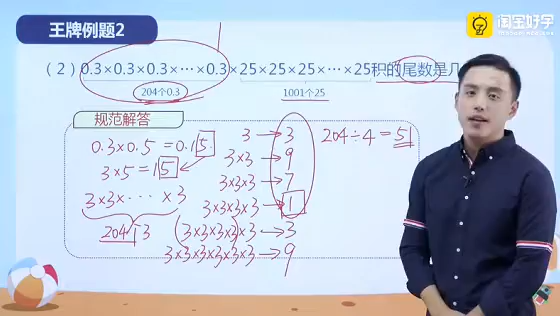 王牌例题2
淘宝好学
（2）0.3×0.3×0.3×···×0.3×25×25×25×···×25积的尾数是几
204个0.3
1001个25
规范解答
0.3×0.5=0.15
3×5=15
3×3×···×3
204个3
3→3
3×3→9
3×3×3→7
3×3×3×3→1
(3×3×3×3)×3→3
3×3×3×3×3×3→9
204÷4=51